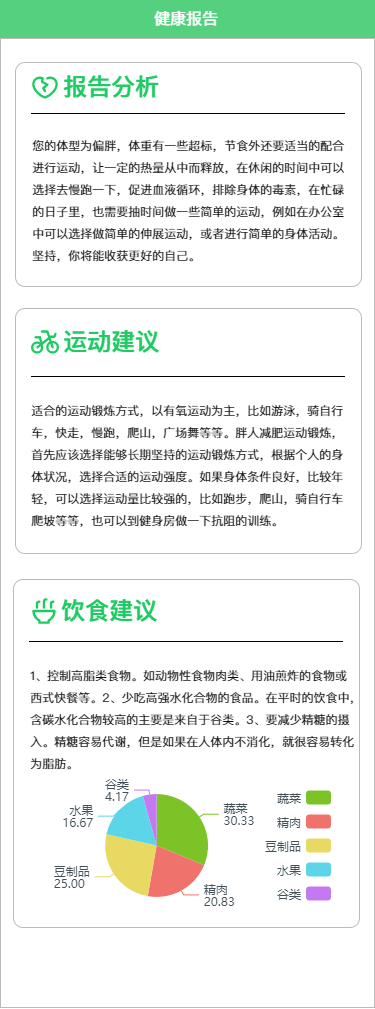 健康报告
报告分析
您的体型为偏胖，体重有一些超标，节食外还要适当的配合
进行运动，让一定的热量从中而释放，在休闲的时间中可以
选择去慢跑一下，促进血液循环，排除身体的毒素，在忙碌
的日子里，也需要抽时间做一些简单的运动，例如在办公室
中可以选择做简单的伸展运动，或者进行简单的身体活动。
坚持，你将能收获更好的自己。
运动建议
适合的运动锻炼方式，以有氧运动为主，比如游泳，骑自行
车，快走，慢跑，爬山，广场舞等等。胖人减肥运动锻炼，
首先应该选择能够长期坚持的运动锻炼方式，根据个人的身
体状况，选择合适的运动强度。如果身体条件良好，比较年
轻，可以选择运动量比较强的，比如跑步，爬山，骑自行车
爬坡等等，也可以到健身房做一下抗阻的训练。
饮食建议
1、控制高脂类食物。如动物性食物肉类、用油煎炸的食物或
西式快餐等。2、少吃高强水化合物的食品。在平时的饮食中，
含碳水化合物较高的主要是来自于谷类。3、要减少精糖的摄
入。精糖容易代谢，但是如果在人体内不消化，就很容易转化
为脂肪。
谷类
4.17
水果
16.67
豆制品
25.00
蔬菜
30.33
精肉
20.83
蔬菜
精肉
豆制品
水果
谷类